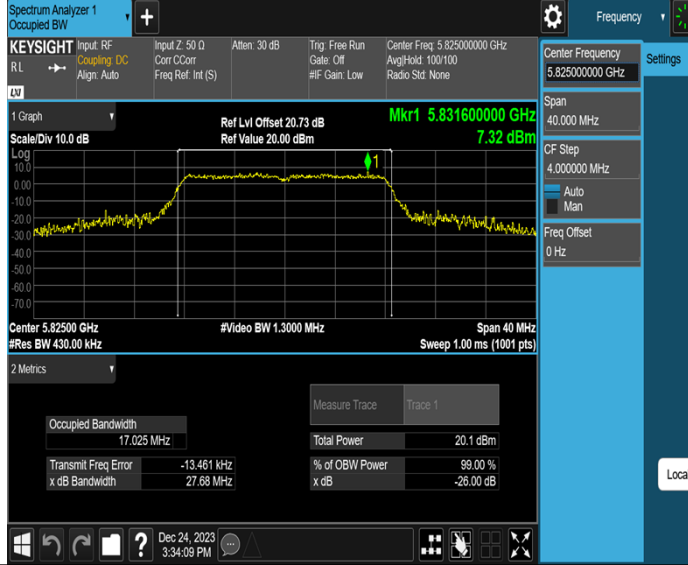 Spectrum Analyzer 1
Occupied BW
Frequency
KEYSIGHT
RL
LXI
Input: RF
Coupling: DC
Align: Auto
Input Z: 50 Ω
Corr CCorr
Freq Ref: Int (S)
Atten: 30 dB
Trig: Free Run
Gate: Off
#IF Gain: Low
Center Freq: 5.825000000 GHz
Avg|Hold: 100/100
Radio Std: None
Center Frequency
5.825000000 GHz
Settings
Span
40.000 MHz
CF Step
4.000000 MHz
Auto
Man
Freq Offset
0 Hz
1 Graph
Scale/Div 10.0 dB
Ref Lvl Offset 20.73 dB
Ref Value 20.00 dBm
Mkr1 5.831600000 GHz
7.32 dBm
Log
10.0
0.00
-10.0
-20.0
-30.0
-40.0
-50.0
-60.0
-70.0
1
Center 5.82500 GHz
#Res BW 430.00 kHz
#Video BW 1.3000 MHz
Span 40 MHz
Sweep 1.00 ms (1001 pts)
2 Metrics
Measure Trace Trace 1
Occupied Bandwidth
17.025 MHz
Total Power 20.1 dBm
Transmit Freq Error -13.461 kHz
x dB Bandwidth 27.68 MHz
% of OBW Power 99.00 %
x dB -26.00 dB
Loca
?
Dec 24, 2023
3:34:09 PM